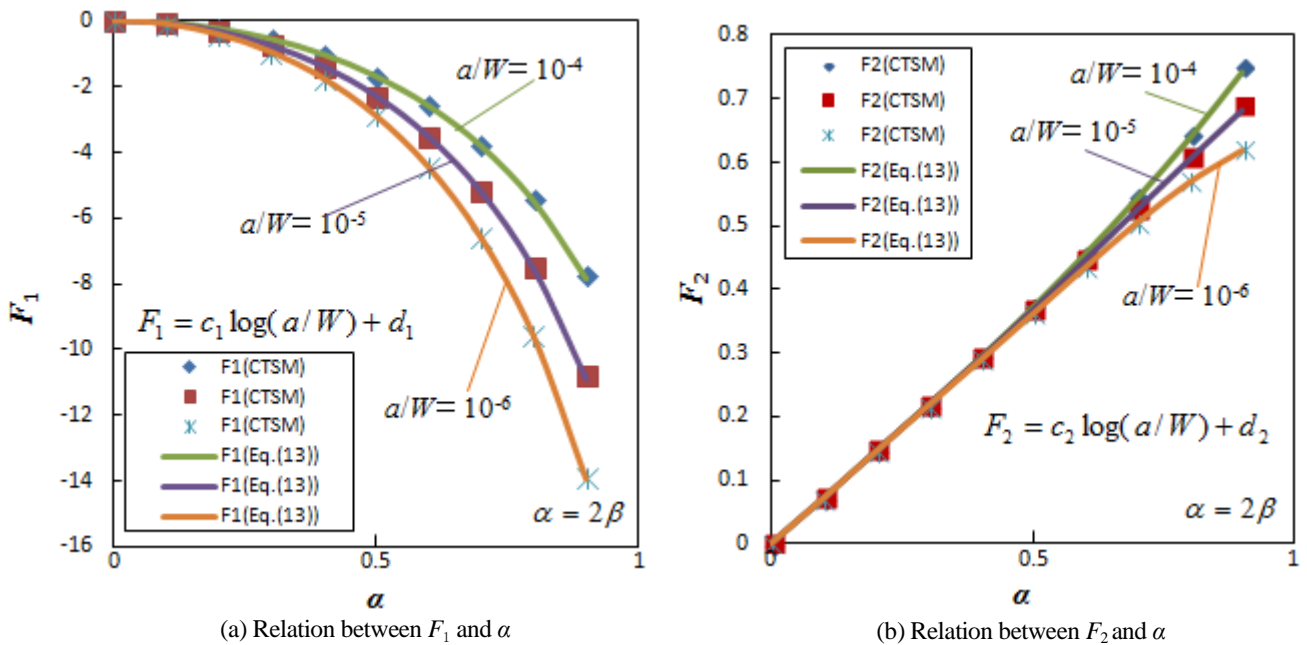 0
-2
-4
-6
-8
-10
-12
-14
-16
F₁
a/W= 10⁻⁴
a/W= 10⁻⁵
F₁ = c₁ log( a / W ) + d₁
a/W= 10⁻⁶
F1(CTSM)
F1(CTSM)
F1(CTSM)
F1(Eq.(13))
F1(Eq.(13))
F1(Eq.(13))
α = 2β
0 0.5 1
α
(a) Relation between F₁ and α
0.8
0.7
0.6
0.5
0.4
0.3
0.2
0.1
0
F₂
F2(CTSM)
F2(CTSM)
F2(CTSM)
F2(Eq.(13))
F2(Eq.(13))
F2(Eq.(13))
a/W= 10⁻⁴
a/W= 10⁻⁵
a/W= 10⁻⁶
F₂ = c₂ log( a / W ) + d₂
α = 2β
0 0.5 1
α
(b) Relation between F₂ and α